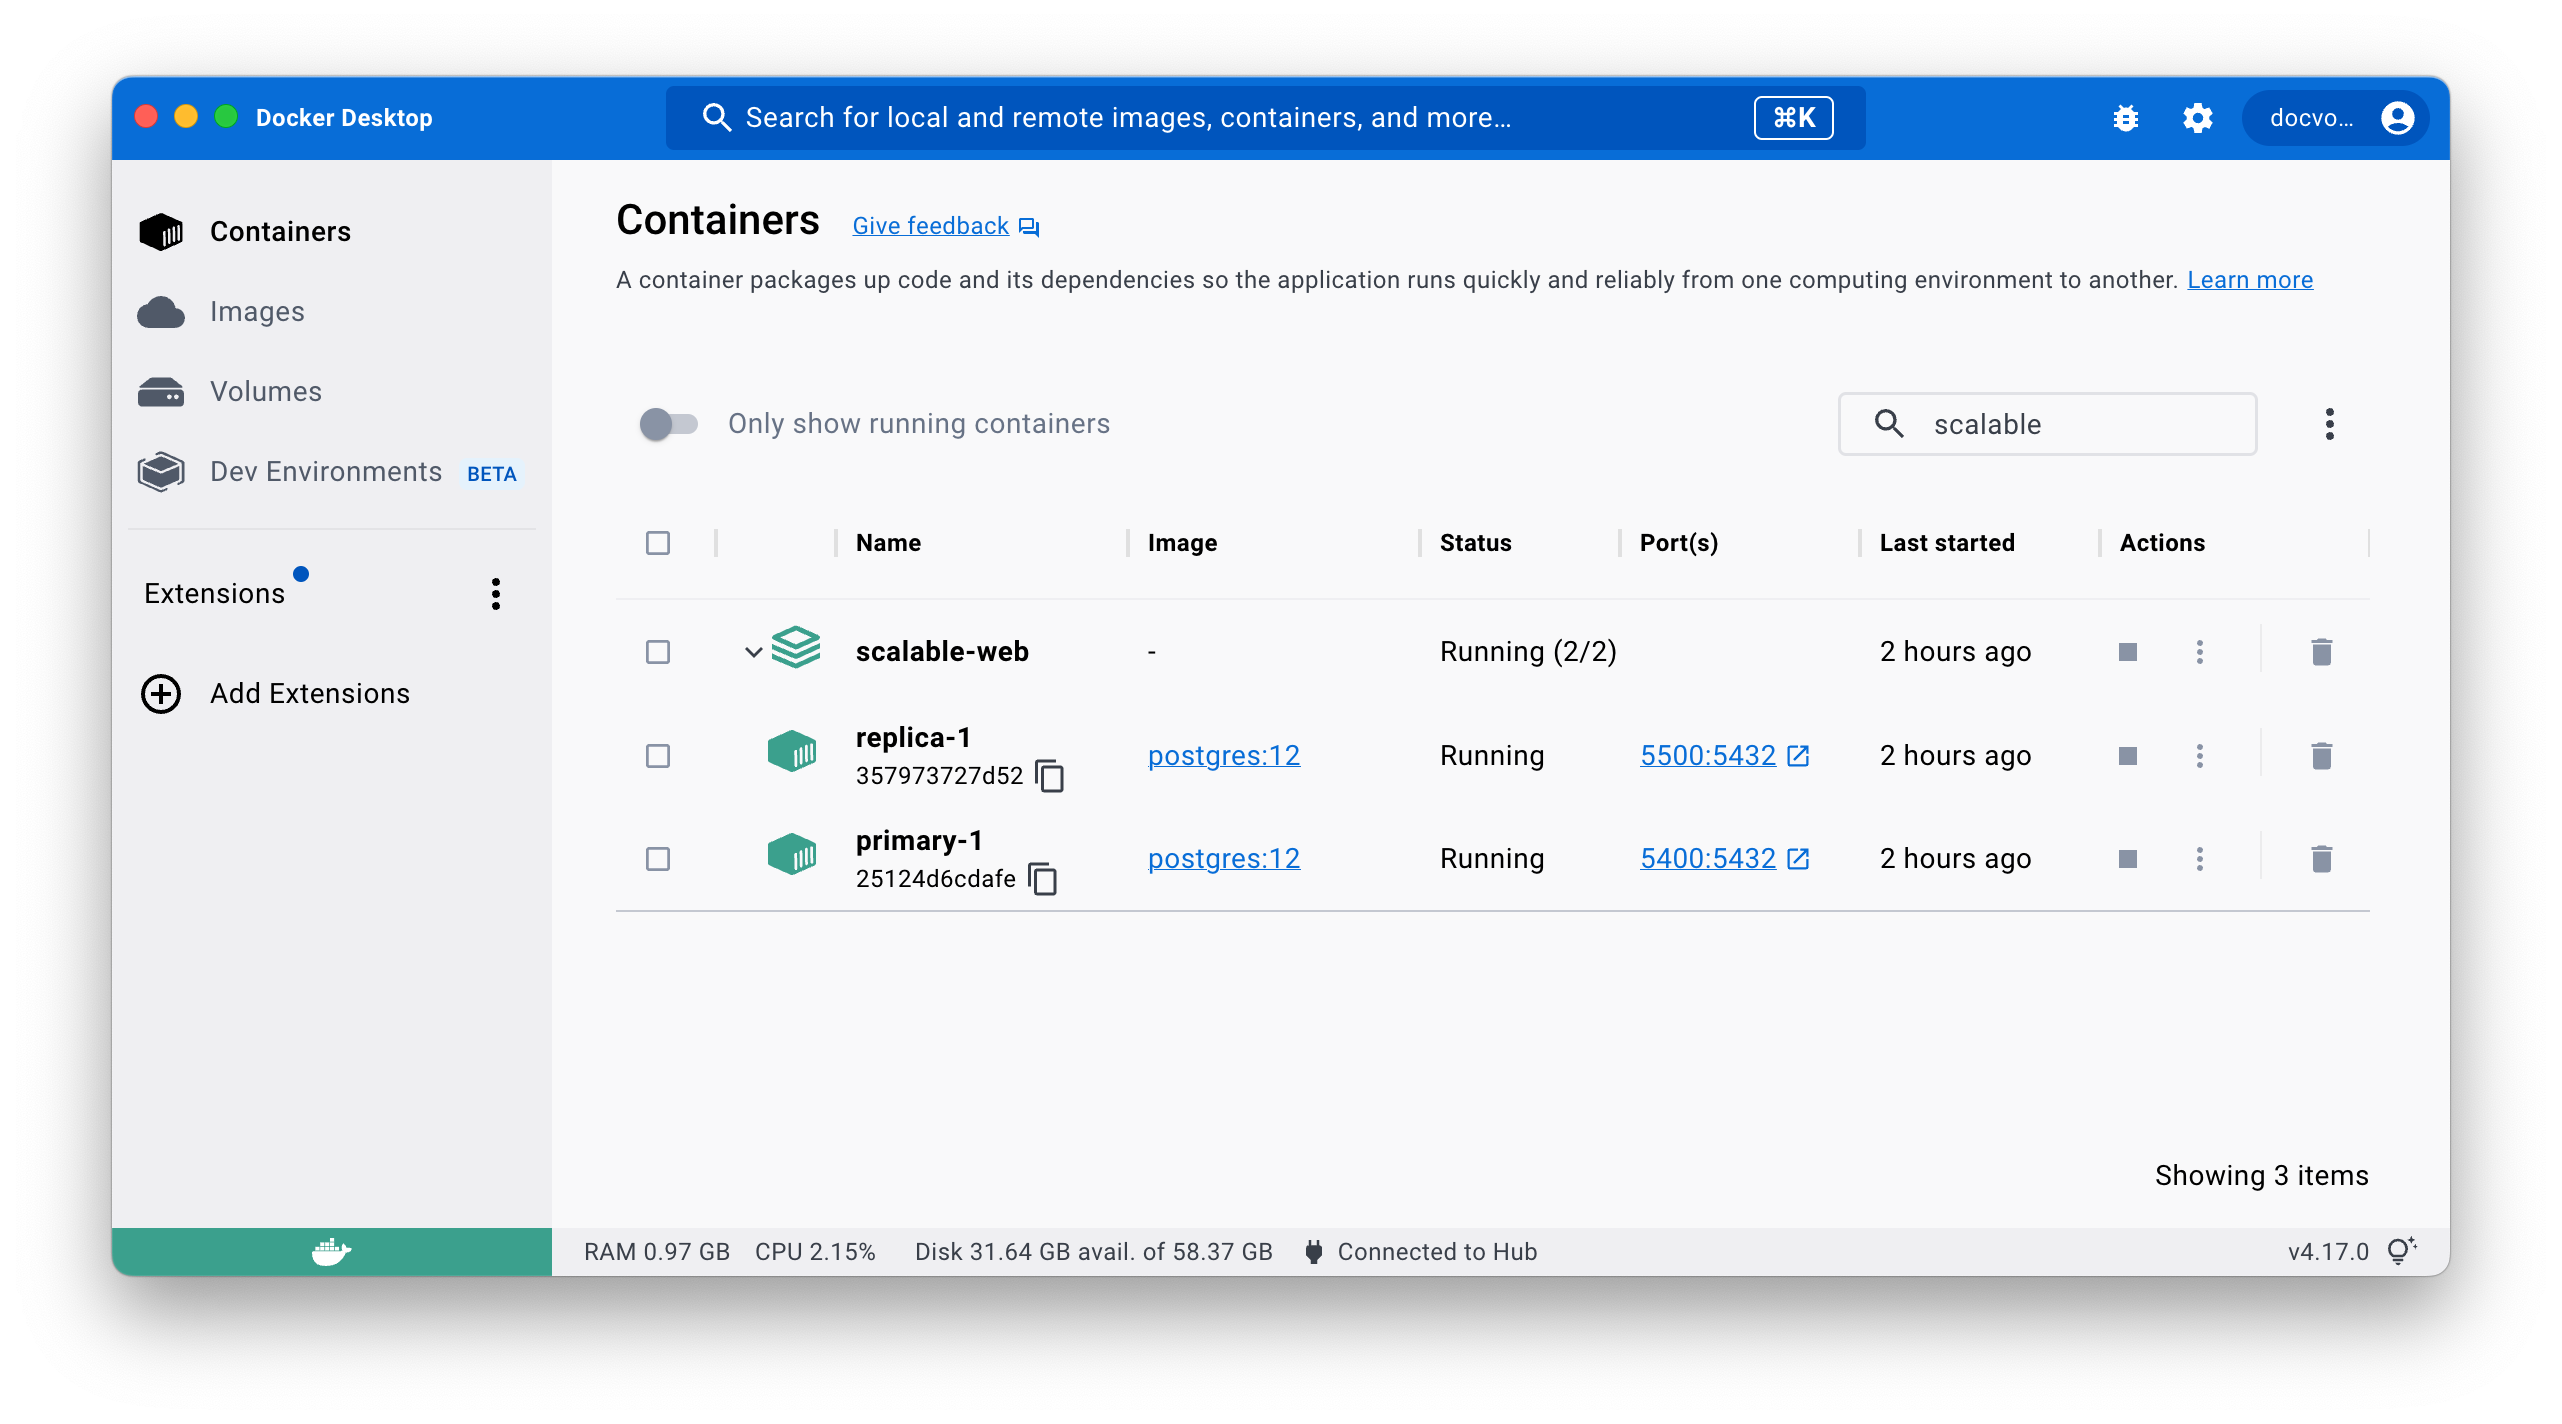 Docker Desktop
Search for local and remote images, containers, and more...
⌘K
docvo...
Containers
Images
Volumes
Dev Environments BETA
Extensions
Add Extensions
Containers Give feedback
A container packages up code and its dependencies so the application runs quickly and reliably from one computing environment to another. Learn more
Only show running containers
scalable
Name Image Status Port(s) Last started Actions
scalable-web - Running (2/2) 2 hours ago
replica-1
357973727d52 postgres:12 Running 5500:5432 2 hours ago
primary-1
25124d6cdafe postgres:12 Running 5400:5432 2 hours ago
Showing 3 items
RAM 0.97 GB CPU 2.15% Disk 31.64 GB avail. of 58.37 GB Connected to Hub v4.17.0